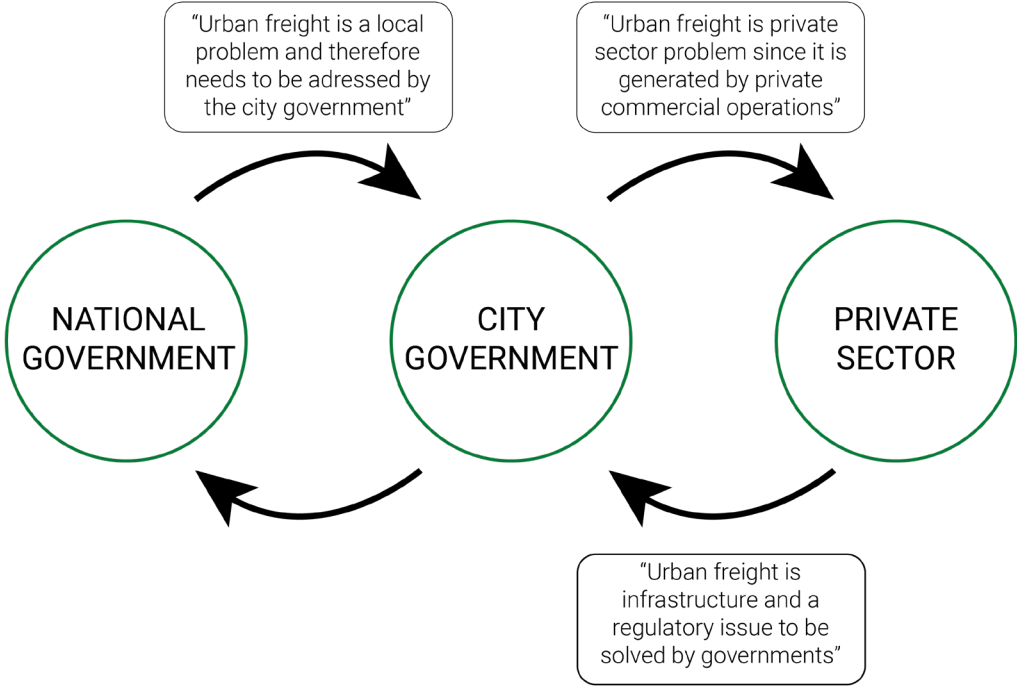 “Urban freight is a local
problem and therefore
needs to be adressed by
the city government”
“Urban freight is private
sector problem since it is
generated by private
commercial operations”
NATIONAL
GOVERNMENT
CITY
GOVERNMENT
PRIVATE
SECTOR
“Urban freight is
infrastructure and a
regulatory issue to be
solved by governments”